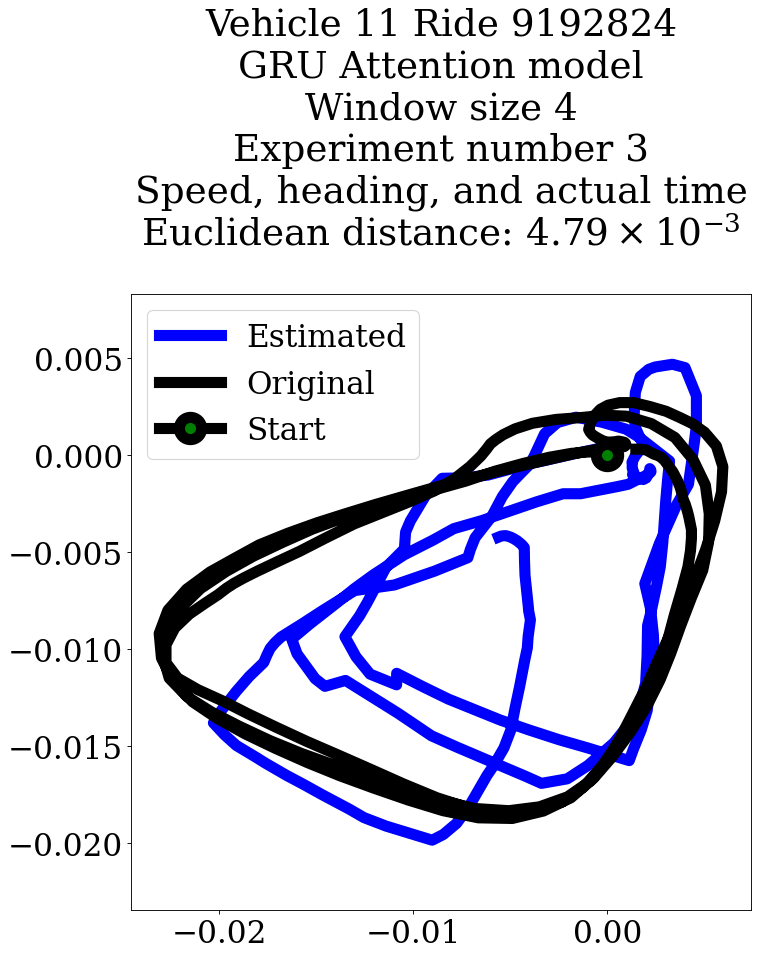 Vehicle 11 Ride 9192824
GRU Attention model
Window size 4
Experiment number 3
Speed, heading, and actual time
Euclidean distance: 4.79 × 10⁻³
Estimated
Original
Start
0.005
0.000
−0.005
−0.010
−0.015
−0.020
−0.02
−0.01
0.00